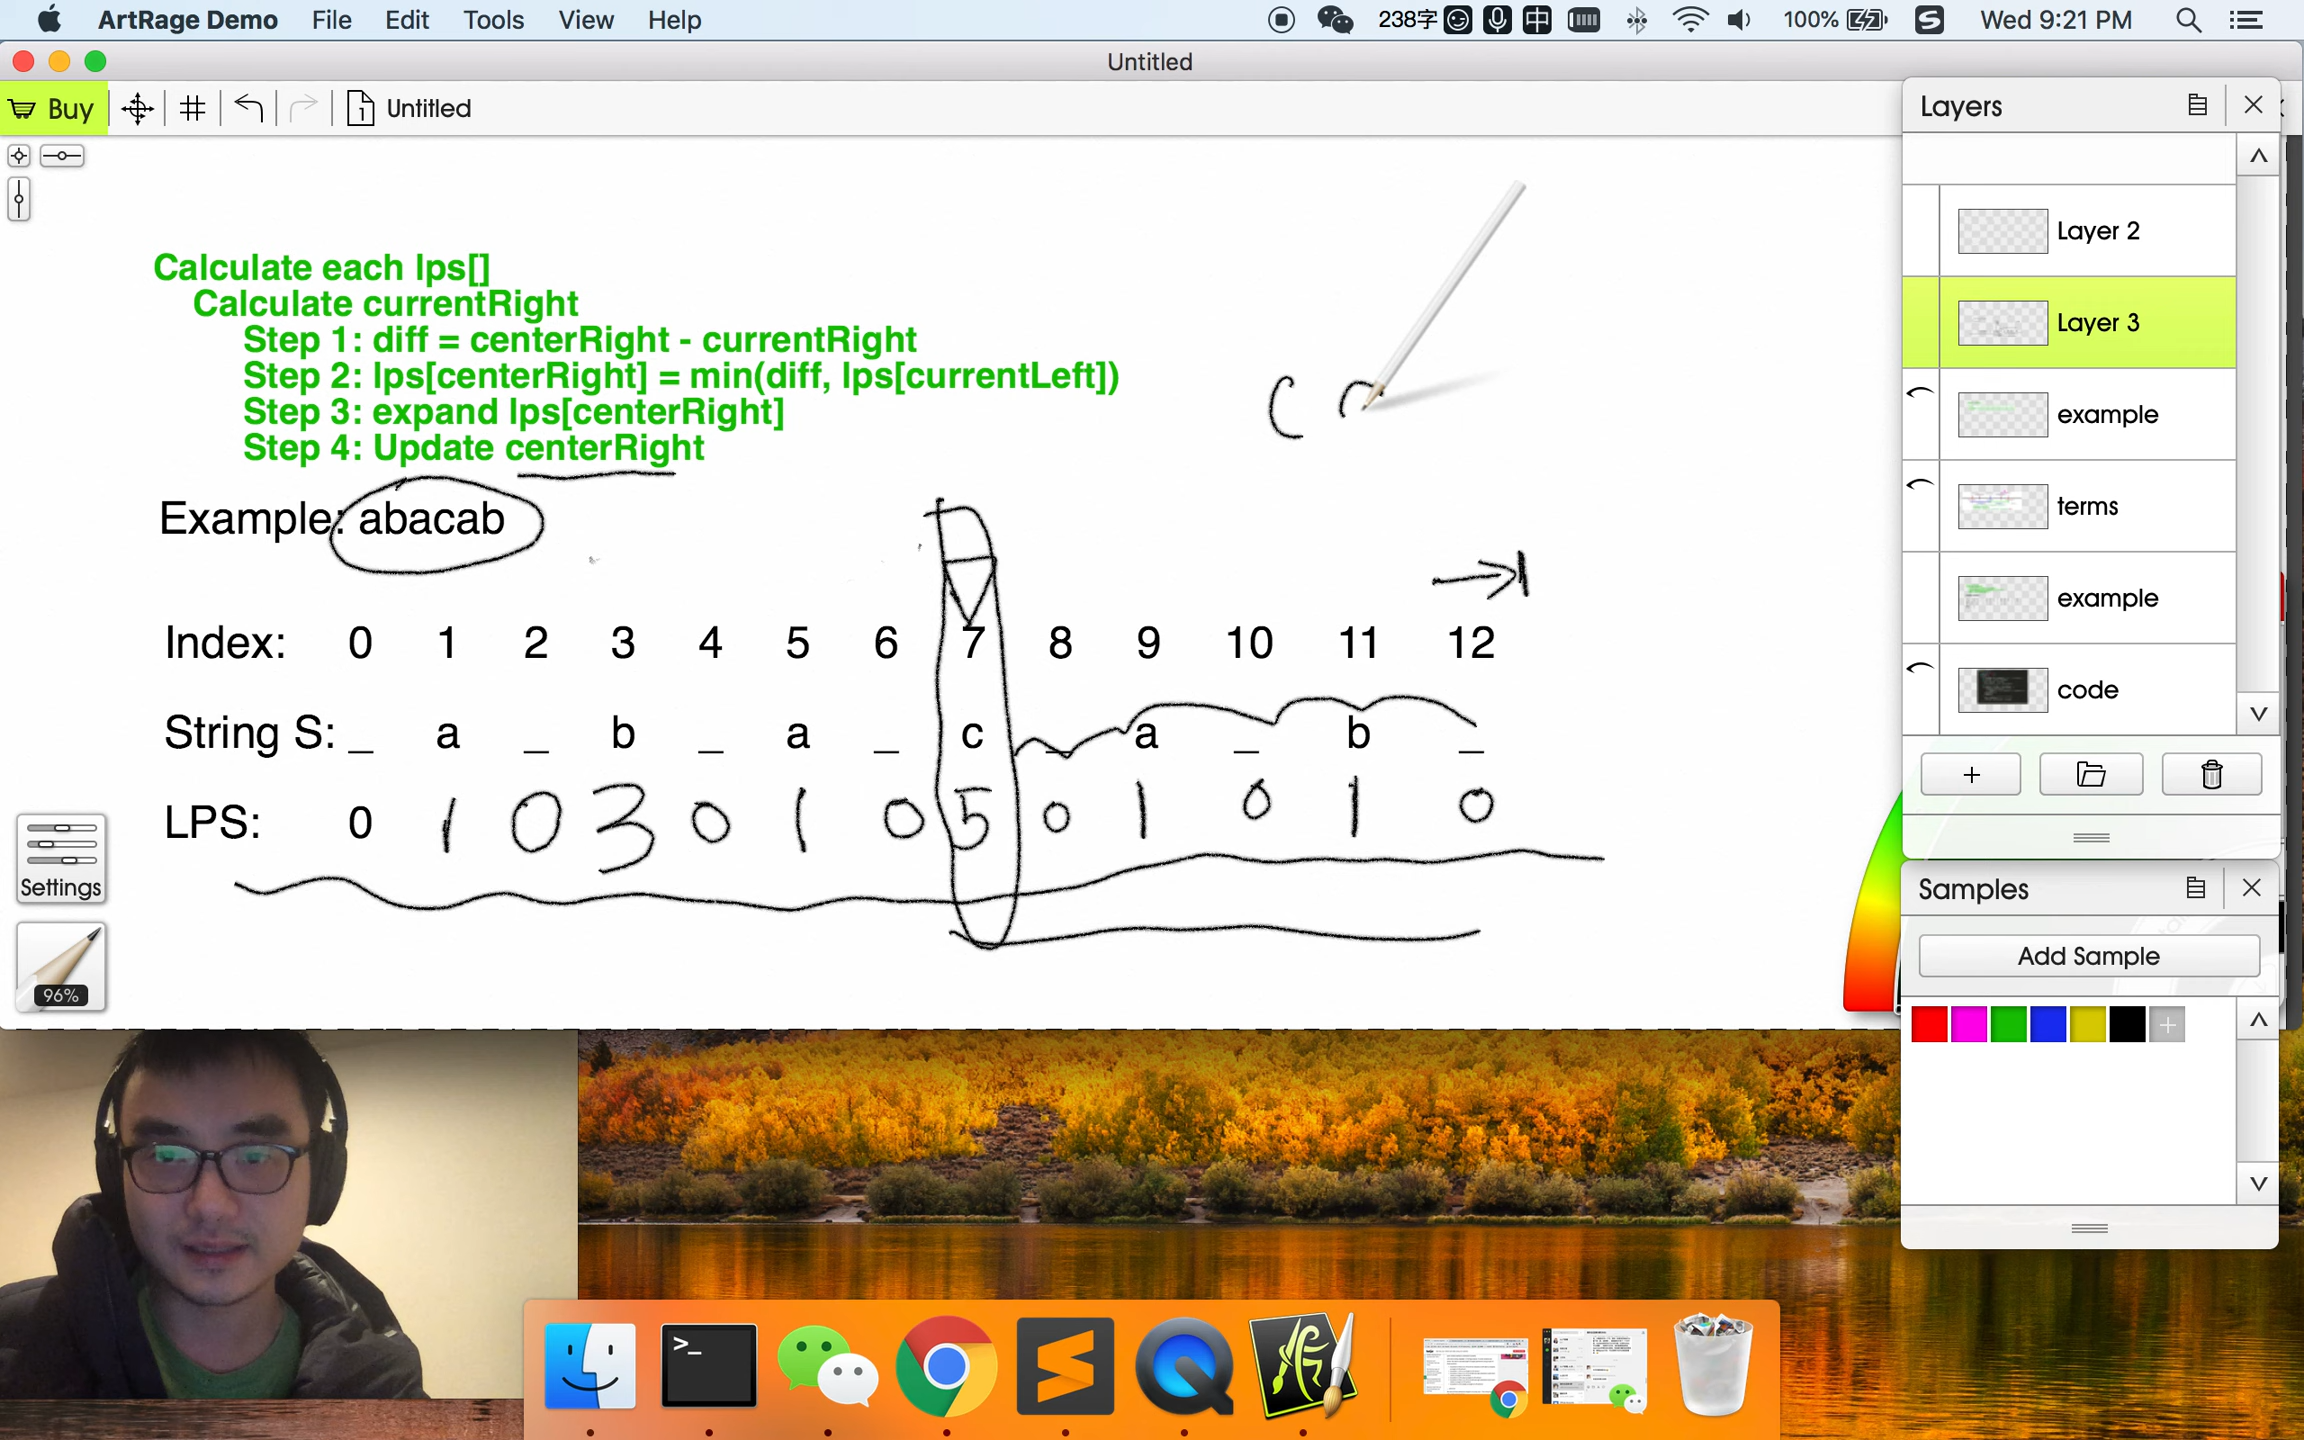 ArtRage Demo File Edit Tools View Help 238字 中 100% S Wed 9:21 PM
Untitled
Buy 1 Untitled
Calculate each lps[]
Calculate currentRight
Step 1: diff = centerRight - currentRight
Step 2: lps[centerRight] = min(diff, lps[currentLeft])
Step 3: expand lps[centerRight]
Step 4: Update centerRight
Example: abacab
Index: 0 1 2 3 4 5 6 7 8 9 10 11 12
String S: _ a _ b _ a _ c _ a _ b _
LPS: 0 1 0 3 0 1 0 5 0 1 0 1 0
Settings
96%
Layers
Layer 2
Layer 3
example
terms
example
code
Samples
Add Sample